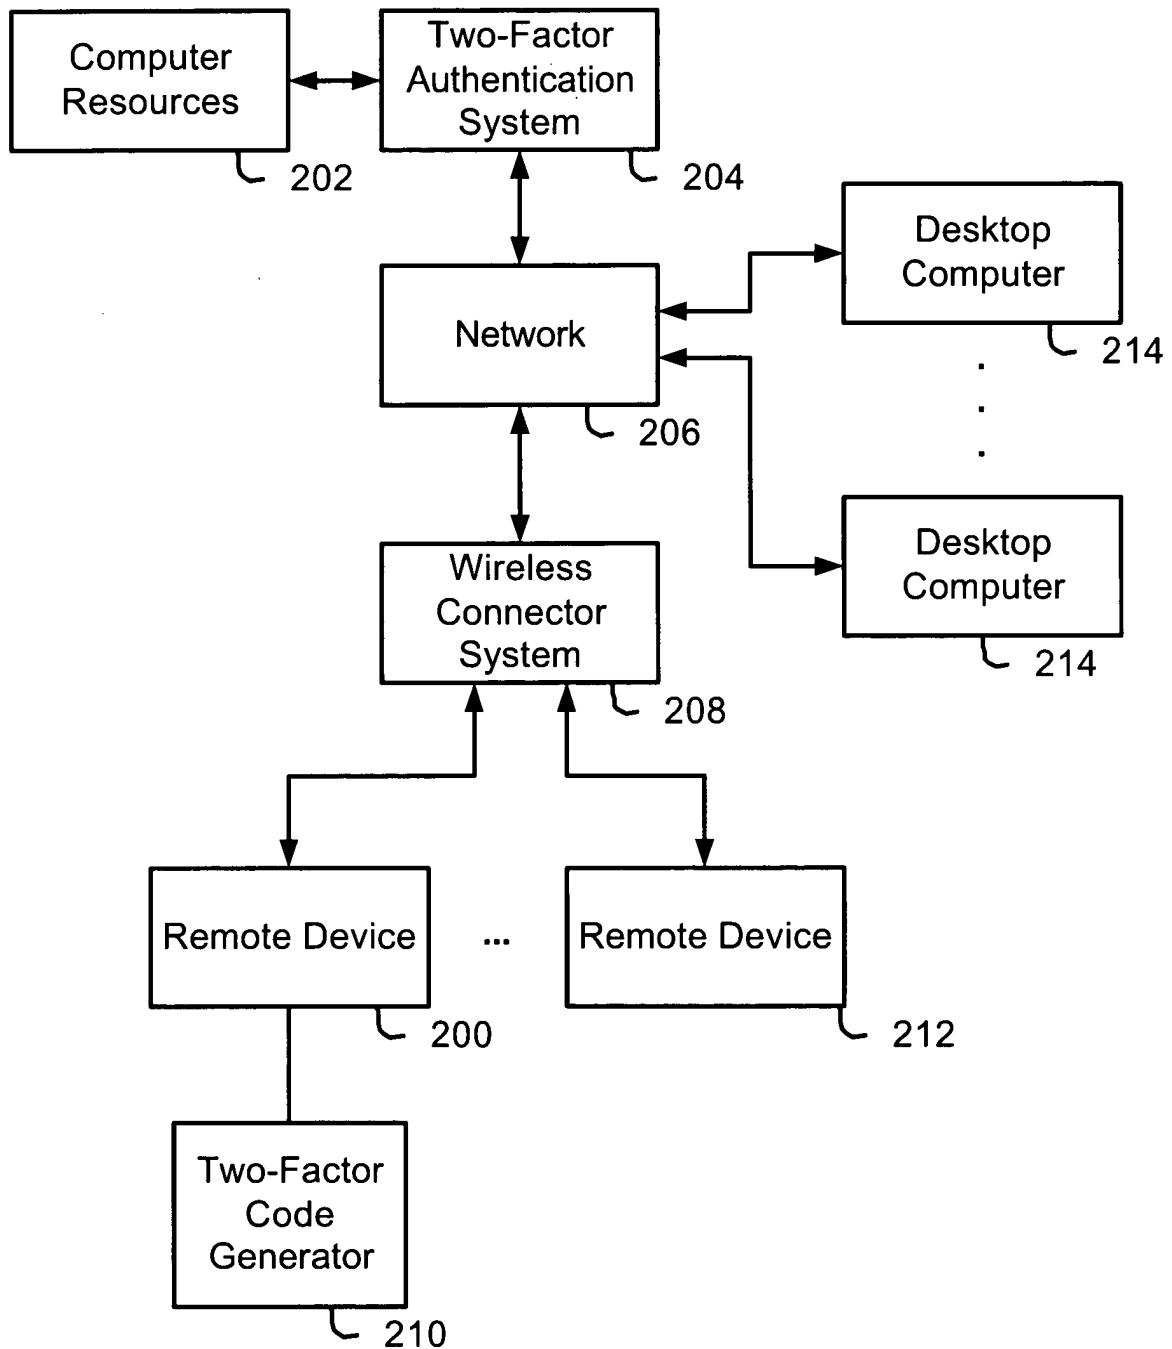 Computer
Resources
202
Two-Factor
Authentication
System
204
Desktop
Computer
214
Network
206
Desktop
Computer
214
Wireless
Connector
System
208
Remote Device
200
...
Remote Device
212
Two-Factor
Code
Generator
210